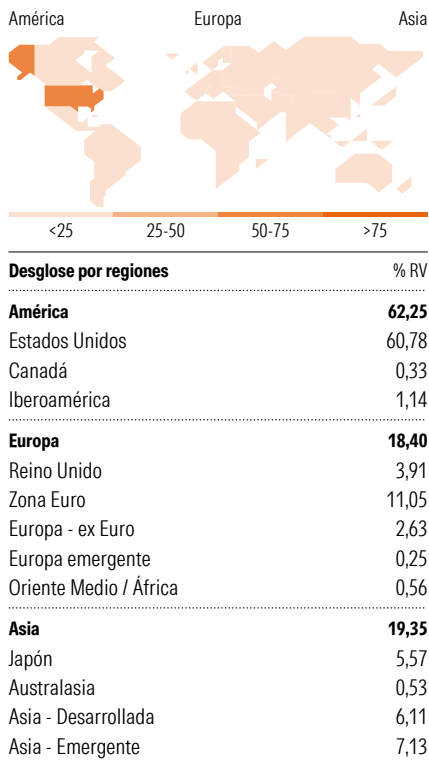 América Europa Asia
<25 25-50 50-75 >75
Desglose por regiones % RV
América 62,25
Estados Unidos 60,78
Canadá 0,33
Iberoamérica 1,14
Europa 18,40
Reino Unido 3,91
Zona Euro 11,05
Europa - ex Euro 2,63
Europa emergente 0,25
Oriente Medio / África 0,56
Asia 19,35
Japón 5,57
Australasia 0,53
Asia - Desarrollada 6,11
Asia - Emergente 7,13